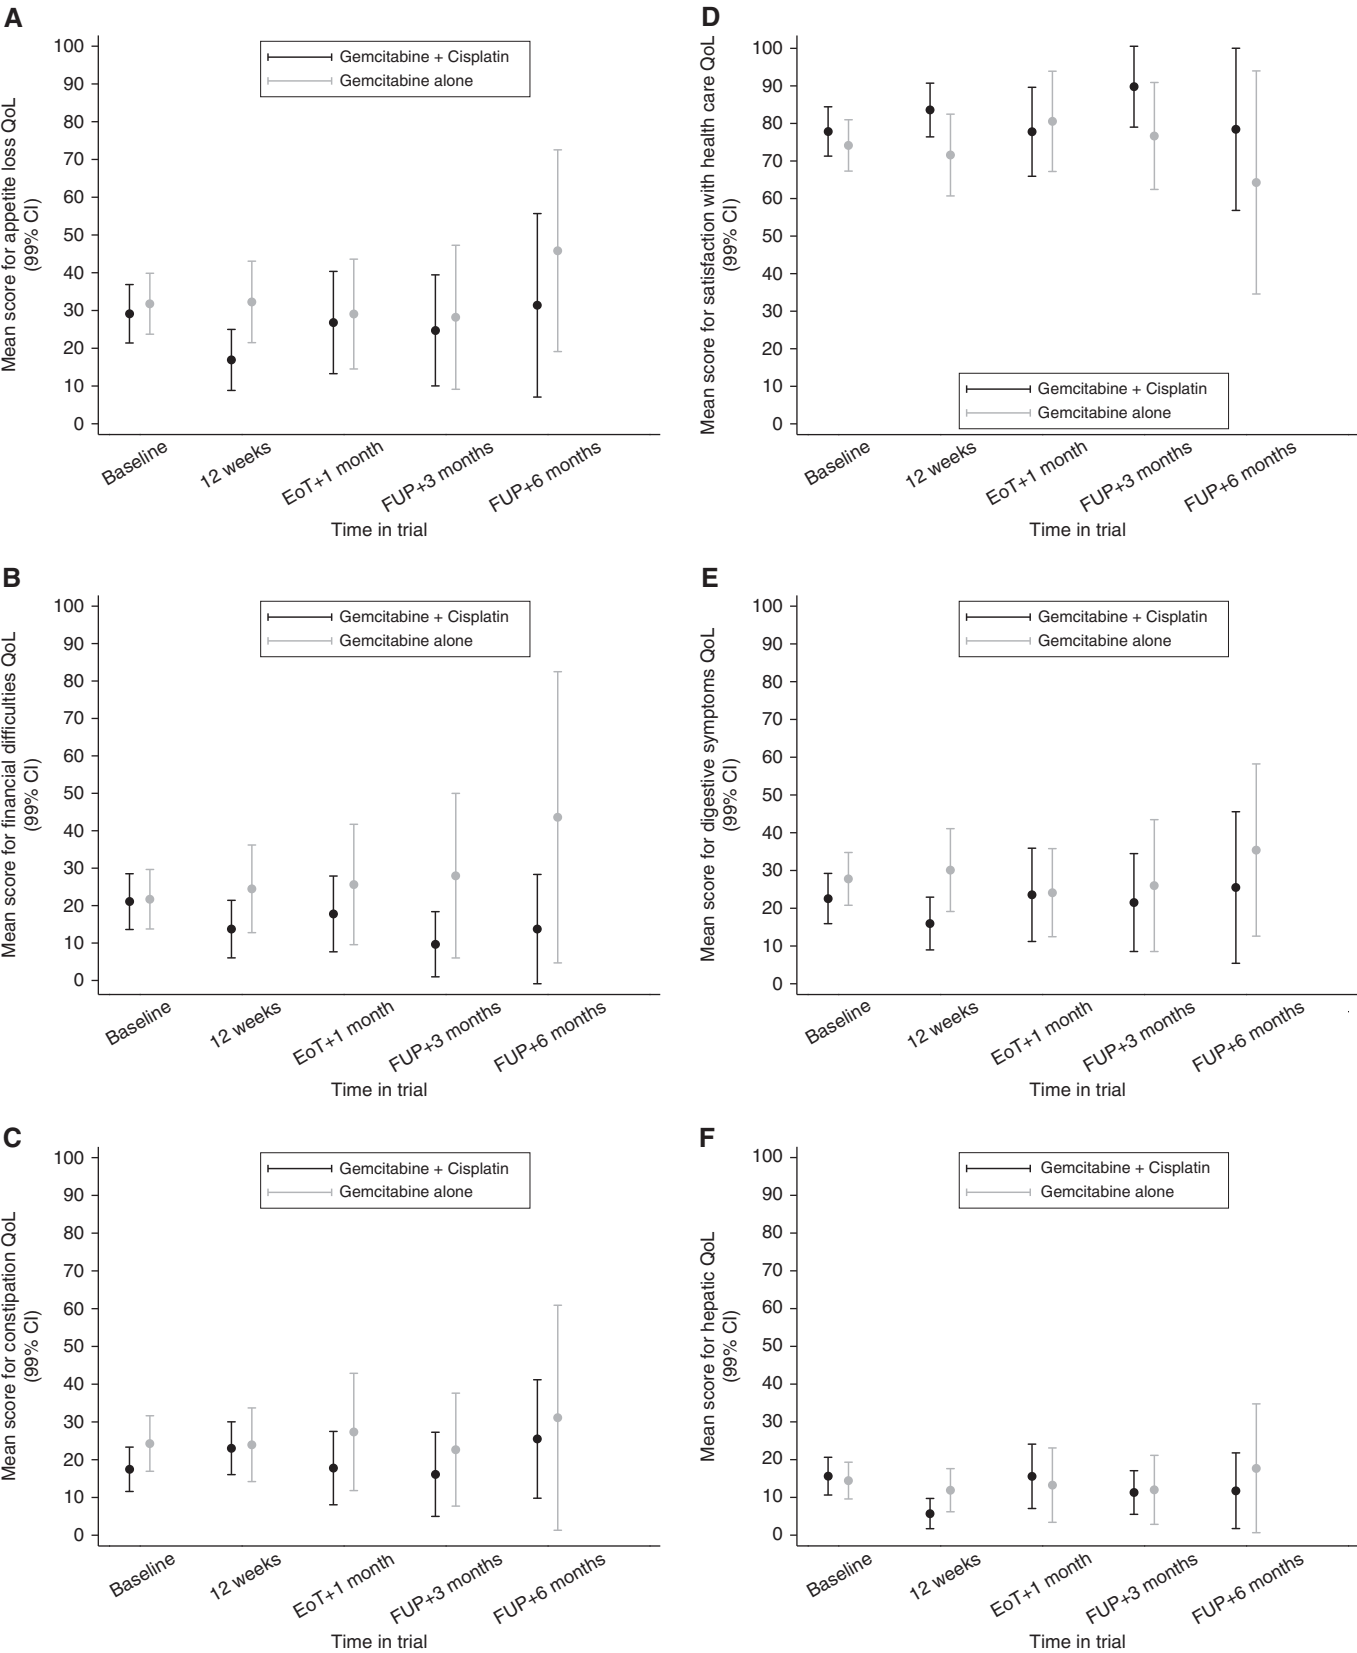 A
Mean score for appetite loss QoL
(99% CI)
100
90
80
70
60
50
40
30
20
10
0
Gemcitabine + Cisplatin
Gemcitabine alone
Baseline
12 weeks
EoT+1 month
FUP+3 months
FUP+6 months
Time in trial
D
Mean score for satisfaction with health care QoL
(99% CI)
100
90
80
70
60
50
40
30
20
10
0
Gemcitabine + Cisplatin
Gemcitabine alone
Baseline
12 weeks
EoT+1 month
FUP+3 months
FUP+6 months
Time in trial
B
Mean score for financial difficulties QoL
(99% CI)
100
90
80
70
60
50
40
30
20
10
0
Gemcitabine + Cisplatin
Gemcitabine alone
Baseline
12 weeks
EoT+1 month
FUP+3 months
FUP+6 months
Time in trial
E
Mean score for digestive symptoms QoL
(99% CI)
100
90
80
70
60
50
40
30
20
10
0
Gemcitabine + Cisplatin
Gemcitabine alone
Baseline
12 weeks
EoT+1 month
FUP+3 months
FUP+6 months
Time in trial
C
Mean score for constipation QoL
(99% CI)
100
90
80
70
60
50
40
30
20
10
0
Gemcitabine + Cisplatin
Gemcitabine alone
Baseline
12 weeks
EoT+1 month
FUP+3 months
FUP+6 months
Time in trial
F
Mean score for hepatic QoL
(99% CI)
100
90
80
70
60
50
40
30
20
10
0
Gemcitabine + Cisplatin
Gemcitabine alone
Baseline
12 weeks
EoT+1 month
FUP+3 months
FUP+6 months
Time in trial